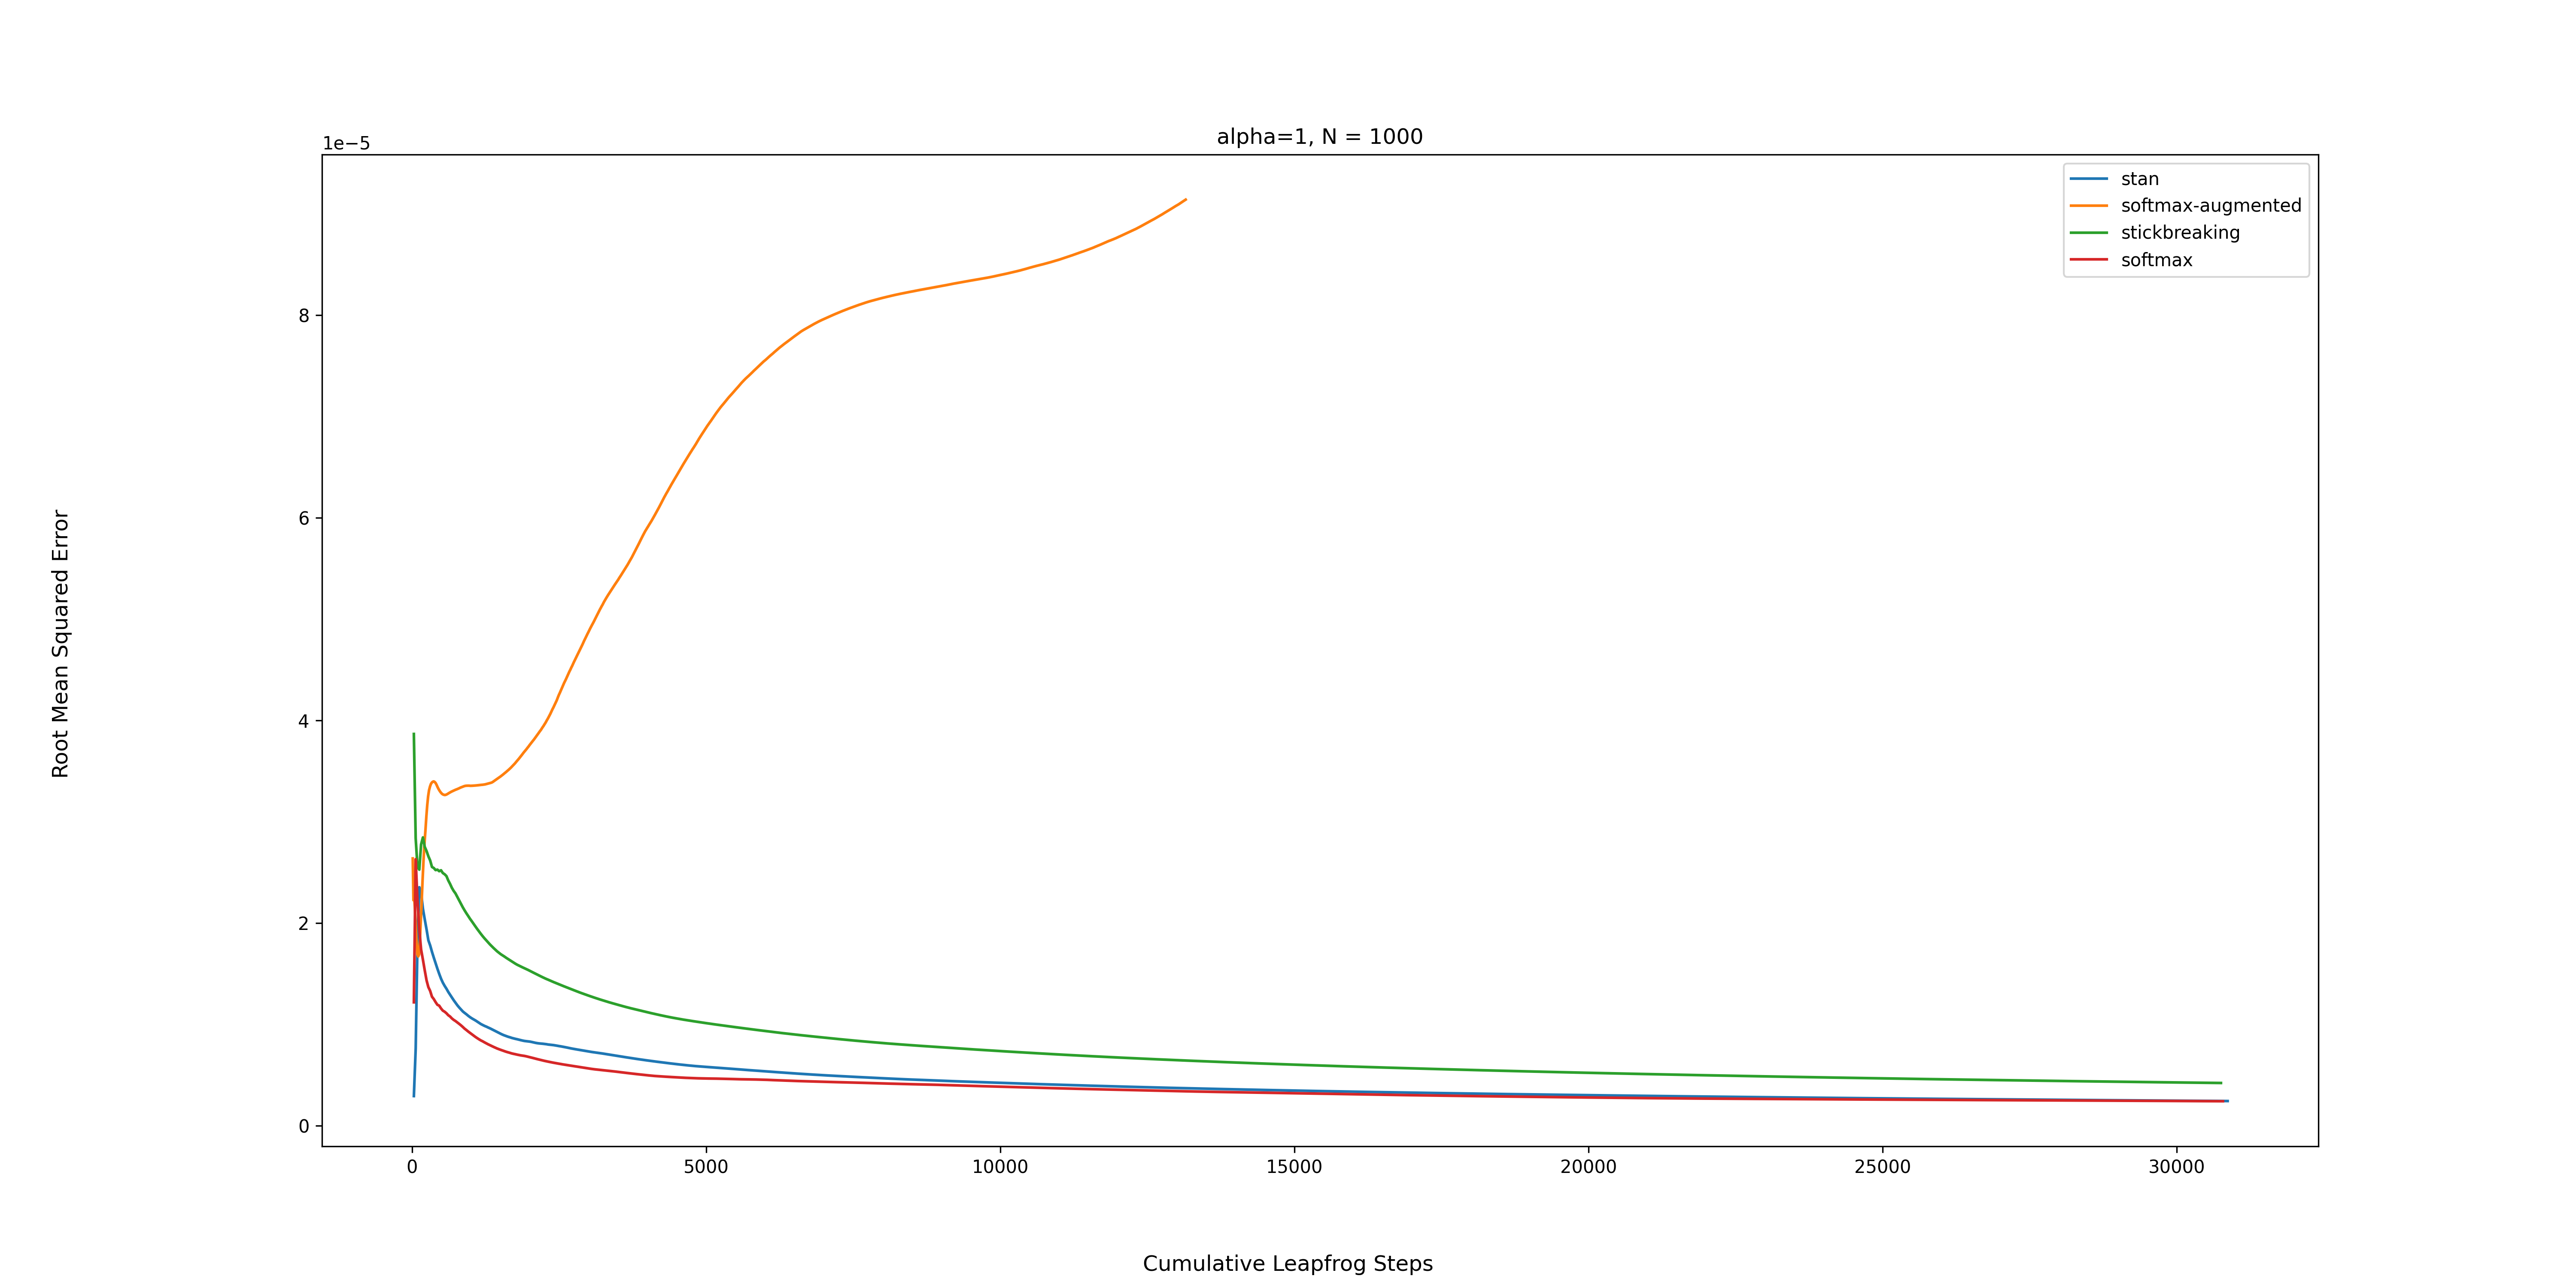 alpha=1, N = 1000
1e−5
stan
softmax-augmented
stickbreaking
softmax
8
6
4
2
0
Root Mean Squared Error
0 5000 10000 15000 20000 25000 30000
Cumulative Leapfrog Steps